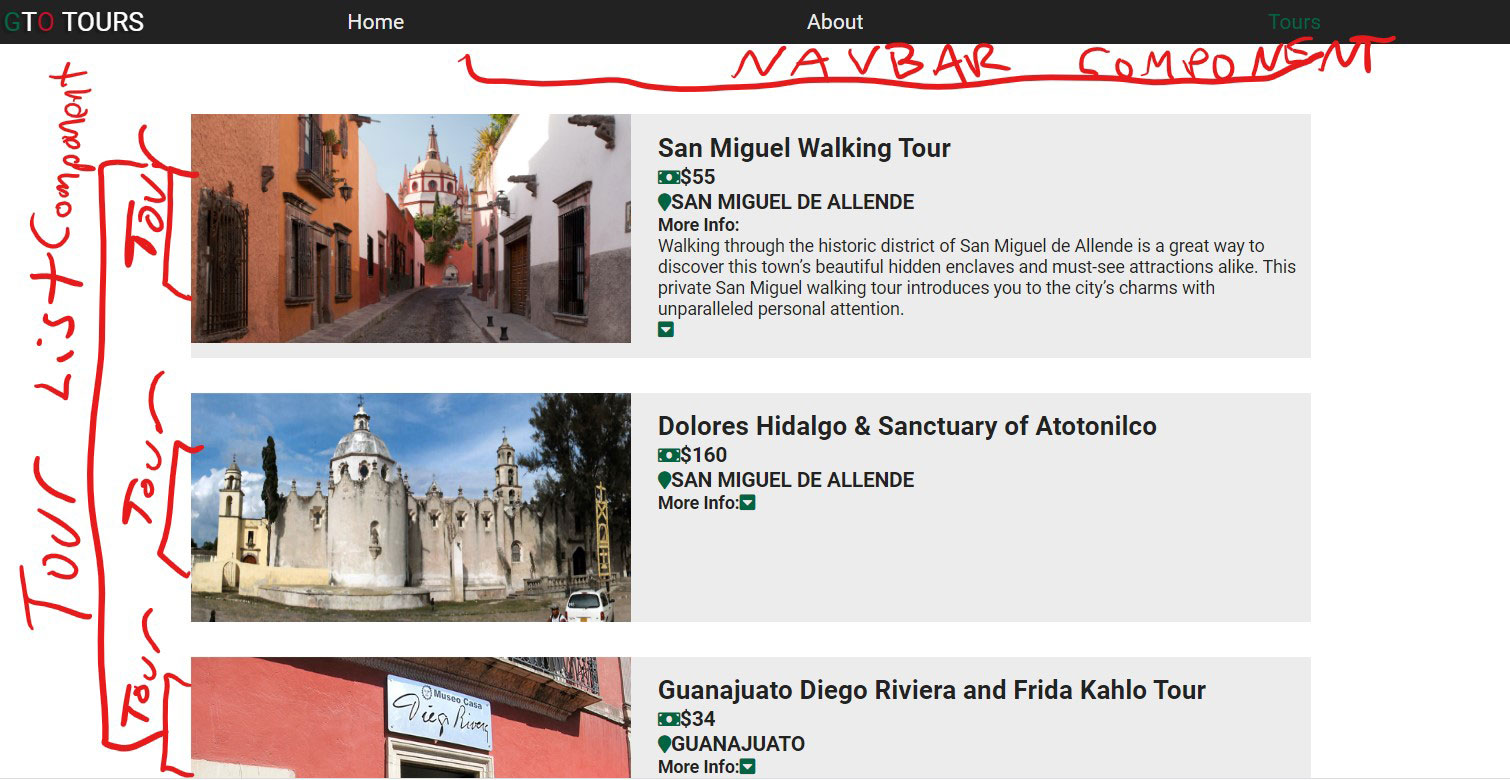 GTO TOURS Home About Tours
NAVBAR COMPONENT
Tour List Component
Tour
San Miguel Walking Tour
$55
SAN MIGUEL DE ALLENDE
More Info:
Walking through the historic district of San Miguel de Allende is a great way to
discover this town’s beautiful hidden enclaves and must-see attractions alike. This
private San Miguel walking tour introduces you to the city’s charms with
unparalleled personal attention.
Tour
Dolores Hidalgo & Sanctuary of Atotonilco
$160
SAN MIGUEL DE ALLENDE
More Info:
Tour
Museo Casa
Diego Rivera
Guanajuato Diego Riviera and Frida Kahlo Tour
$34
GUANAJUATO
More Info: